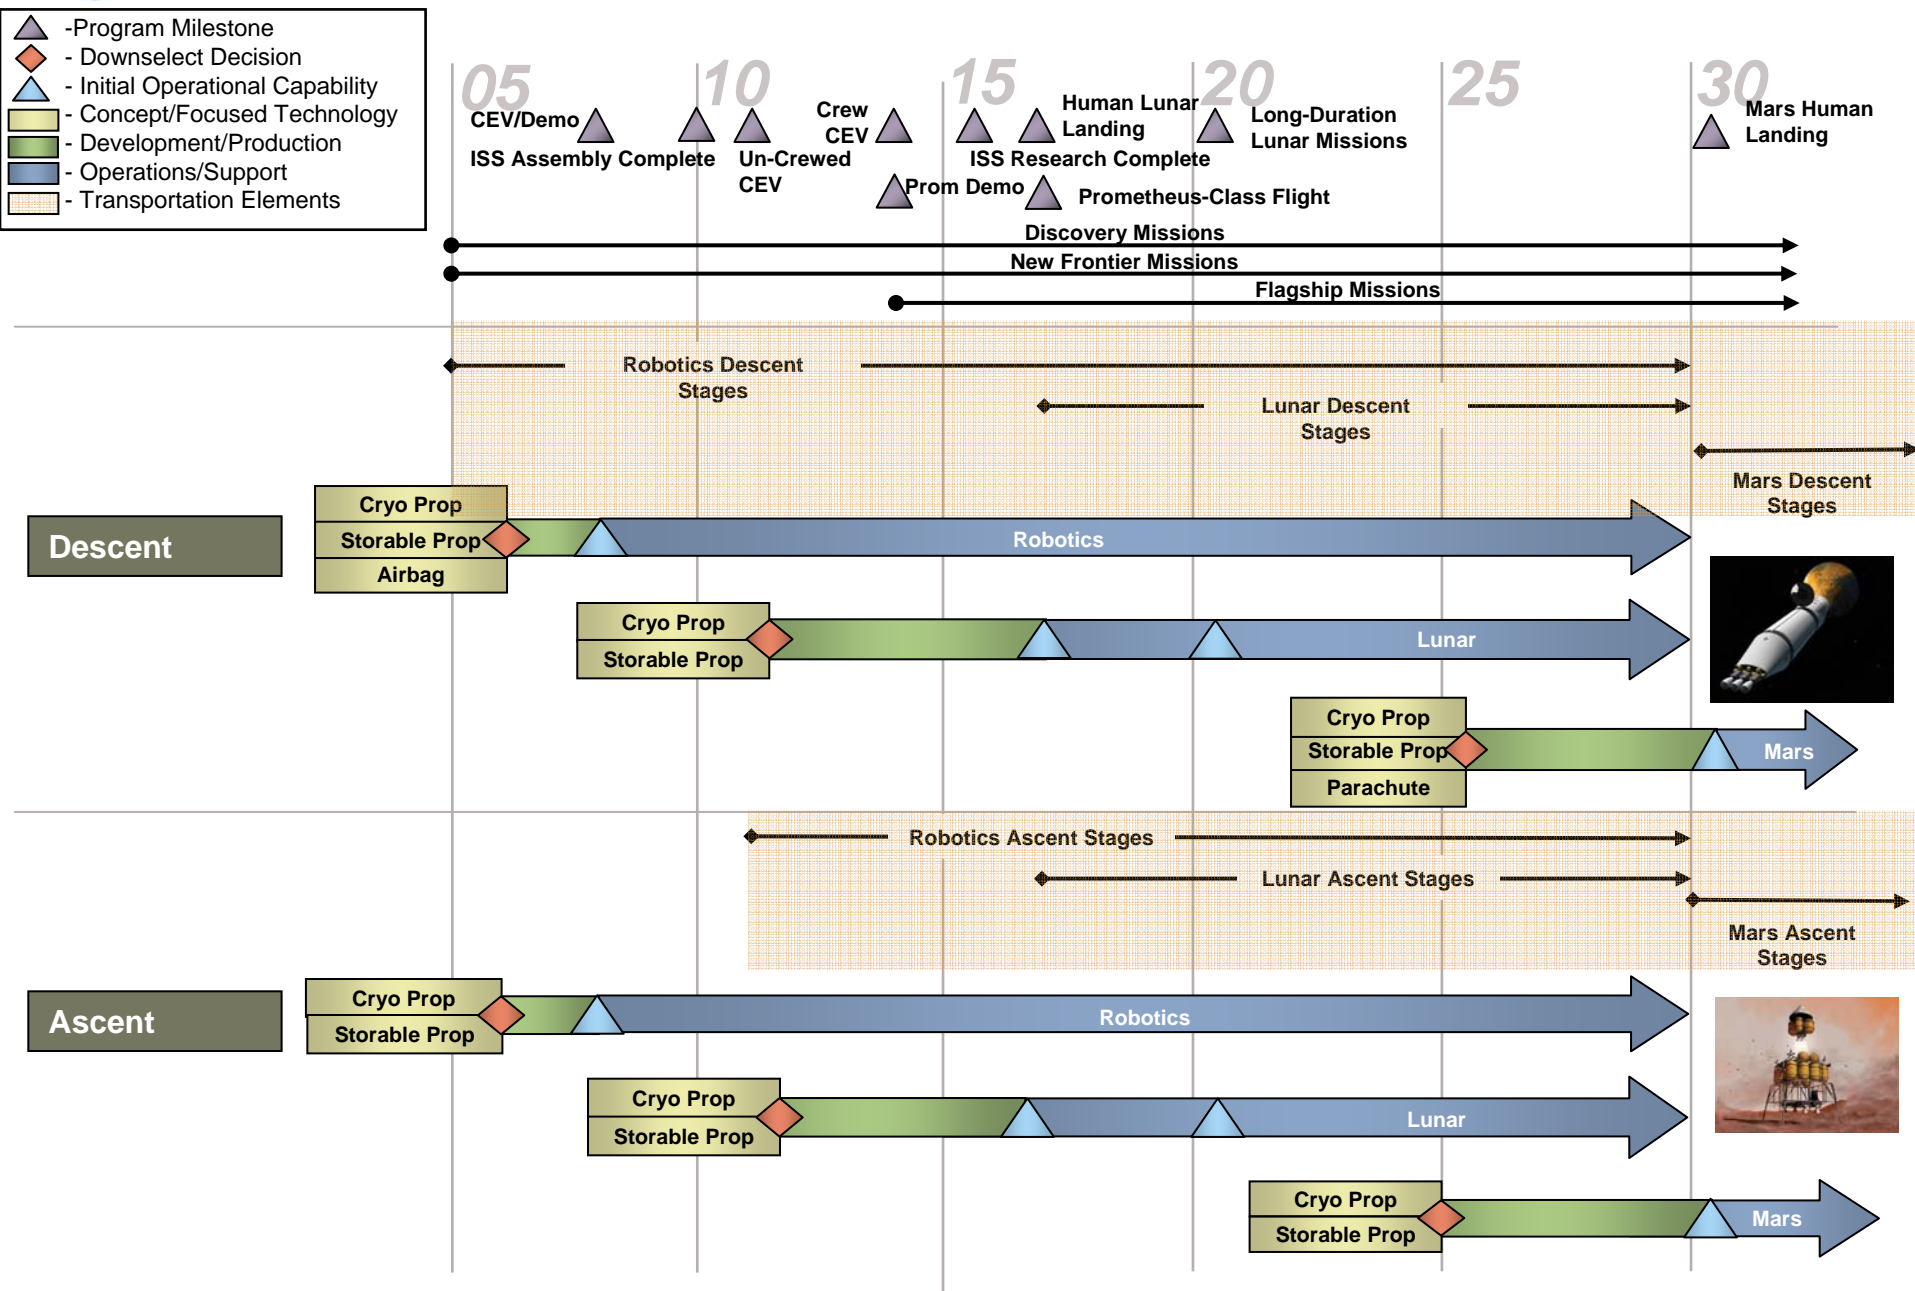 -Program Milestone
- Downselect Decision
- Initial Operational Capability
- Concept/Focused Technology
- Development/Production
- Operations/Support
- Transportation Elements
05
10
15
20
25
30
CEV/Demo
ISS Assembly Complete
Un-Crewed
CEV
Crew
CEV
Prom Demo
ISS Research Complete
Human Lunar
Landing
Prometheus-Class Flight
Long-Duration
Lunar Missions
Mars Human
Landing
Discovery Missions
New Frontier Missions
Flagship Missions
Robotics Descent
Stages
Lunar Descent
Stages
Mars Descent
Stages
Descent
Cryo Prop
Storable Prop
Airbag
Robotics
Cryo Prop
Storable Prop
Lunar
Cryo Prop
Storable Prop
Parachute
Mars
Robotics Ascent Stages
Lunar Ascent Stages
Mars Ascent
Stages
Ascent
Cryo Prop
Storable Prop
Robotics
Cryo Prop
Storable Prop
Lunar
Cryo Prop
Storable Prop
Mars